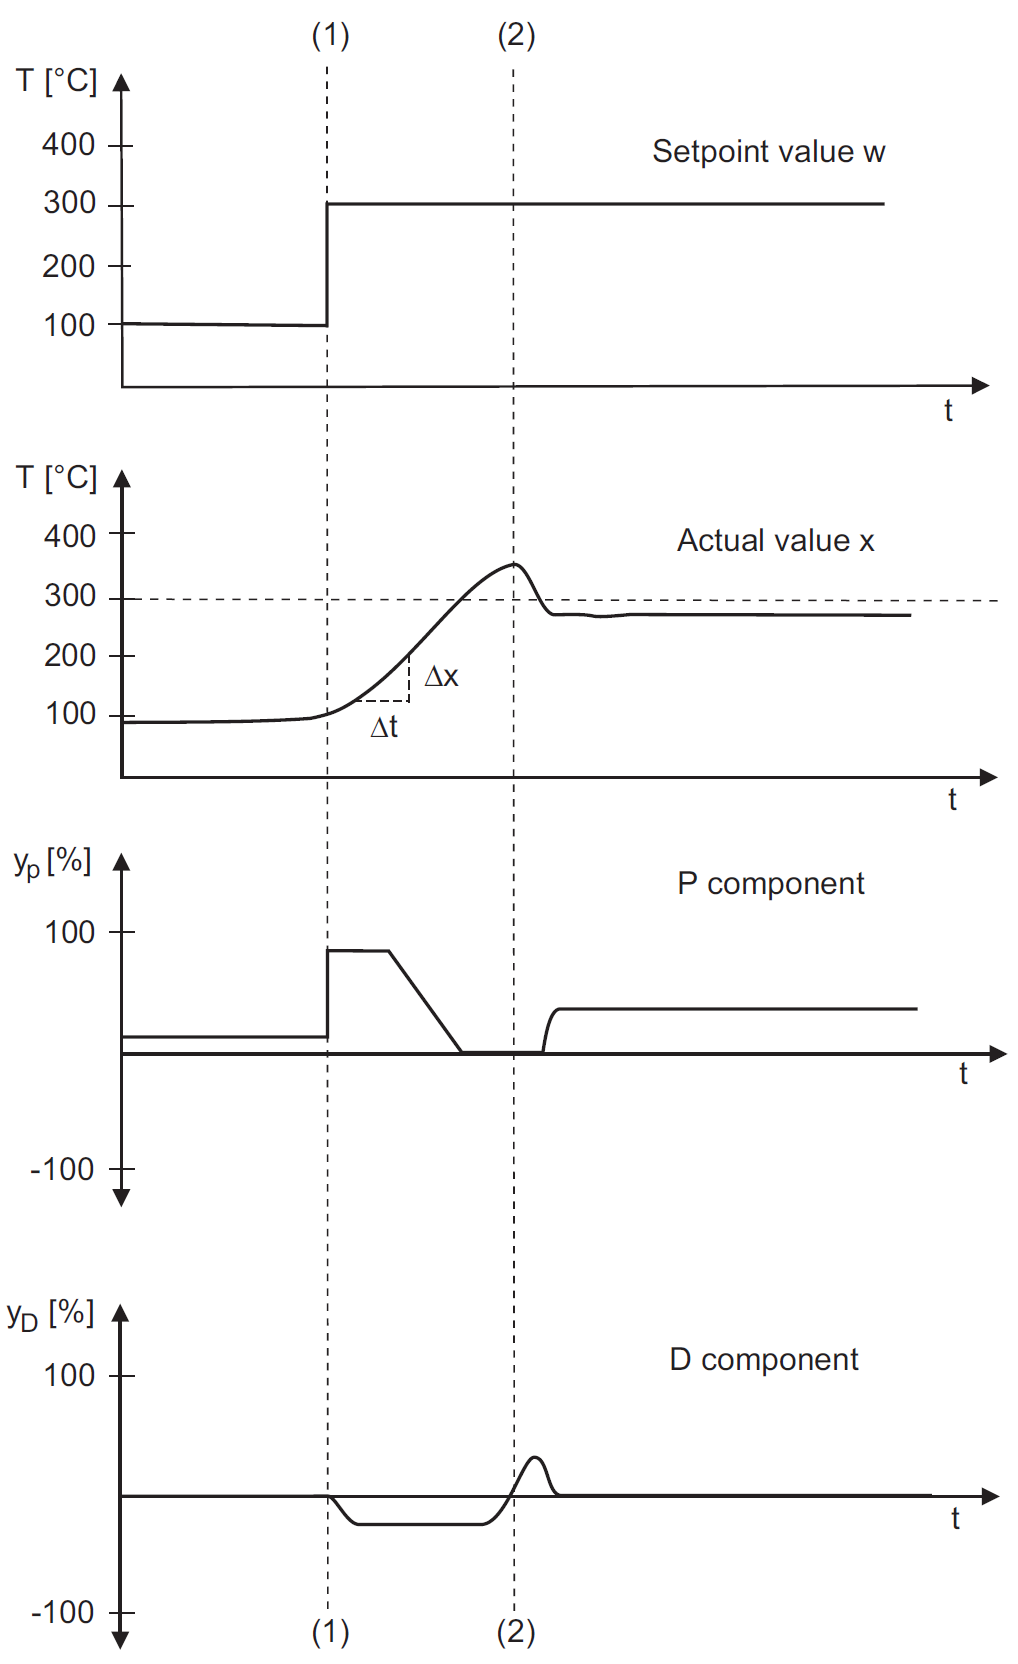 (1) (2)
T [°C]
400
Setpoint value w
300
200
100
t
T [°C]
400
Actual value x
300
200
Δx
100
Δt
t
yp [%]
P component
100
t
-100
yD [%]
D component
100
t
-100
(1) (2)